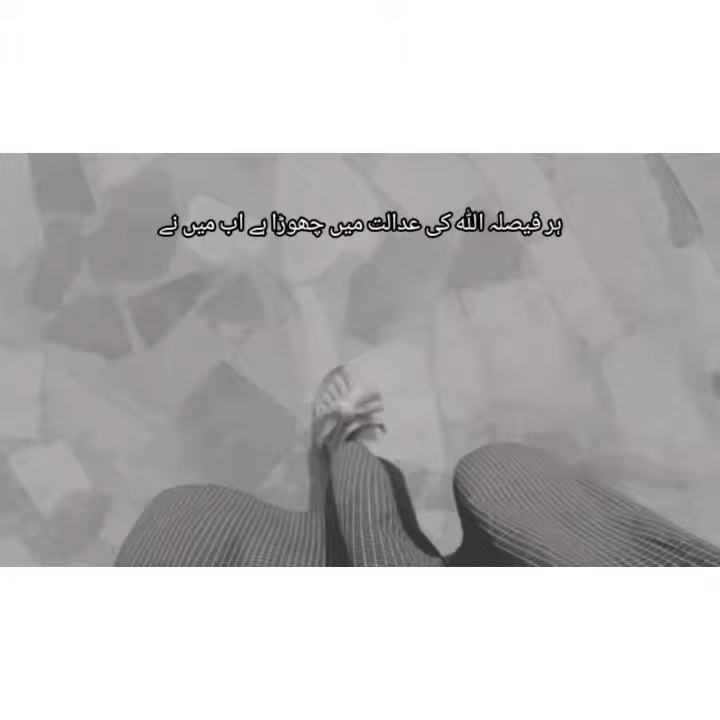 ہر فیصلہ اللہ کی عدالت میں چھوڑا ہے اب میں نے